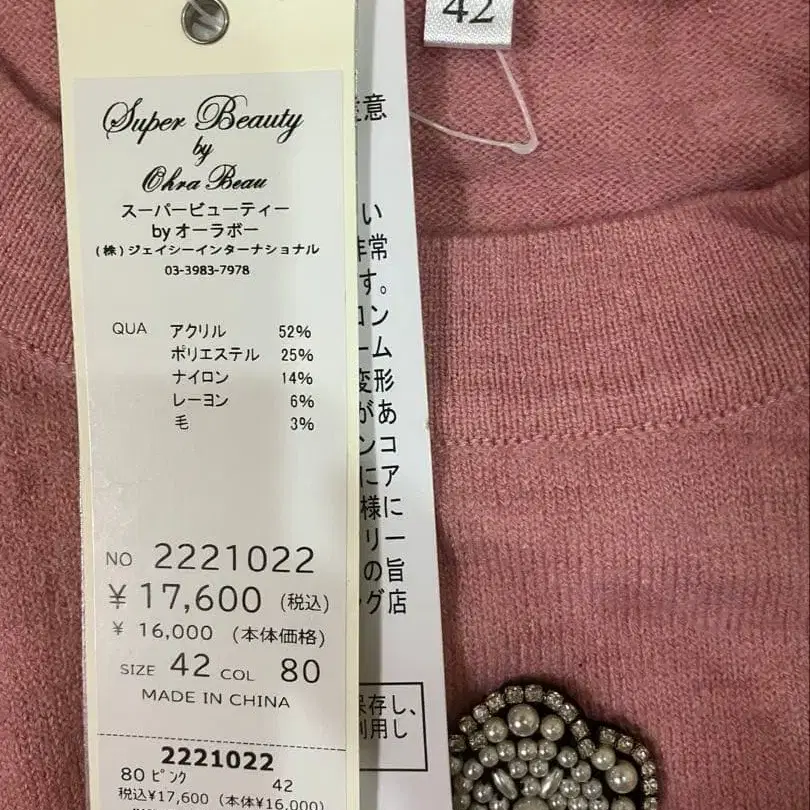 42
Super Beauty
by
Ohra Beau
スーパービューティー
by オーラボー
(株)ジェイシーインターナショナル
03-3983-7978
QUA アクリル 52%
ポリエステル 25%
ナイロン 14%
レーヨン 6%
毛 3%
NO 2221022
¥17,600 (税込)
¥ 16,000 (本体価格)
SIZE 42 COL 80
MADE IN CHINA
2221022
80 ピンク 42
税込¥17,600 (本体¥16,000)
意
い
非常
す。
ン
ーム
変形
があ
ンコ
にア
様に
リー
の旨
グ店
保存し、
利用し